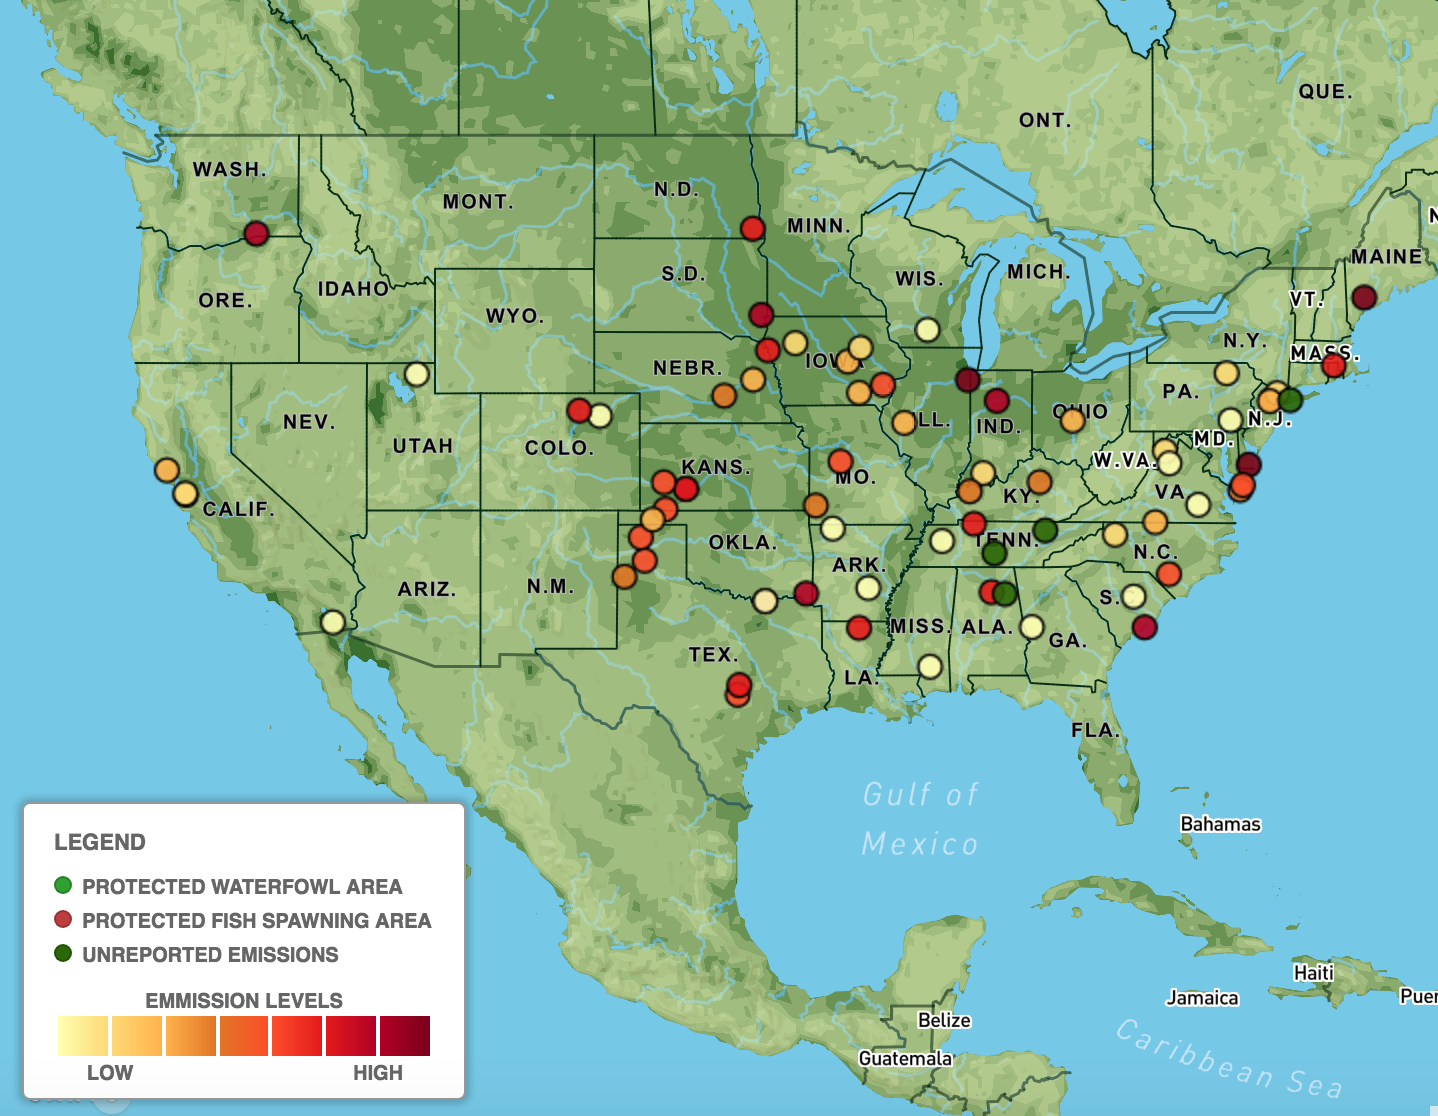 QUE.
ONT.
WASH.
MONT.
N.D.
MINN.
MAINE
N
ORE.
IDAHO
S.D.
WIS.
MICH.
VT.
WYO.
N.Y.
MASS.
NEBR.
IOWA
PA.
NEV.
UTAH
COLO.
ILL.
IND.
OHIO
N.J.
MD.
CALIF.
KANS.
MO.
KY.
W.VA.
VA
ARIZ.
N.M.
OKLA.
ARK.
TENN.
N.C.
S.
TEX.
LA.
MISS.
ALA.
GA.
FLA.
Gulf of
Mexico
Bahamas
Haiti
Jamaica
Puer
Belize
Guatemala
Caribbean Sea
LEGEND
PROTECTED WATERFOWL AREA
PROTECTED FISH SPAWNING AREA
UNREPORTED EMISSIONS
EMMISSION LEVELS
LOW HIGH